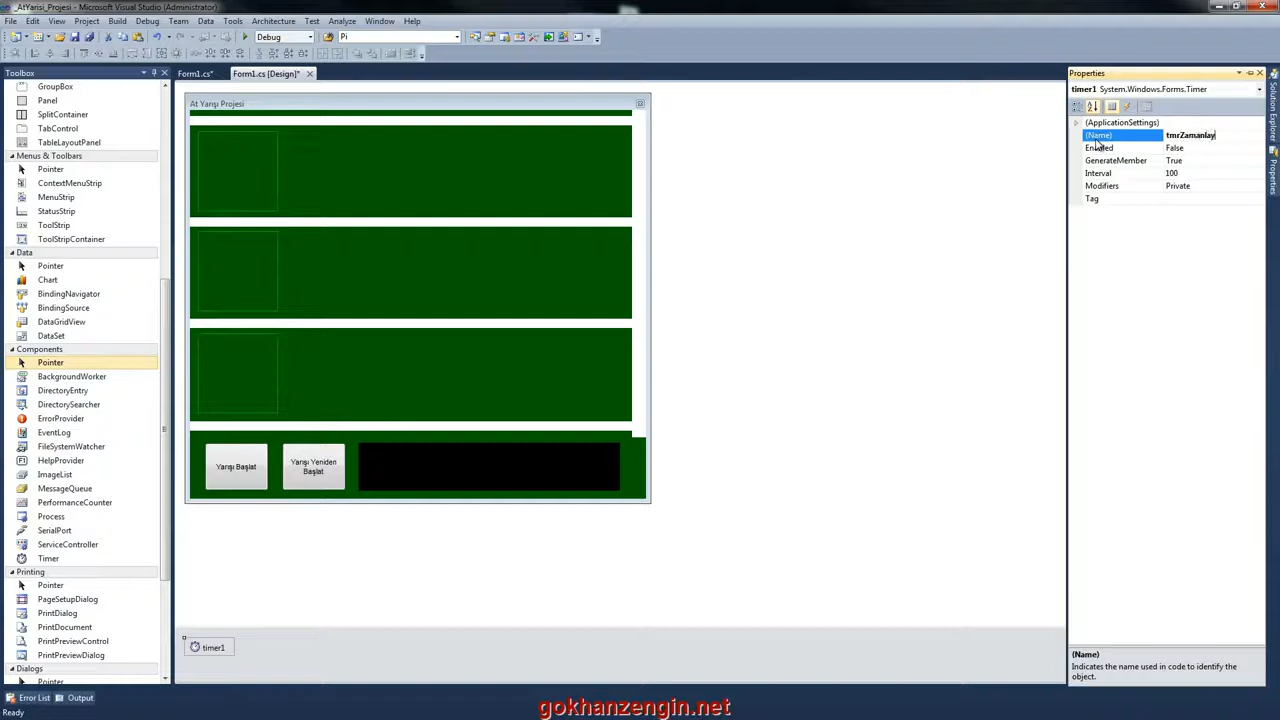 _AtYarisi_Projesi - Microsoft Visual Studio (Administrator)
File Edit View Project Build Debug Team Data Tools Architecture Test Analyze Window Help
Debug Pi
Toolbox
GroupBox
Panel
SplitContainer
TabControl
TableLayoutPanel
Menus & Toolbars
Pointer
ContextMenuStrip
MenuStrip
StatusStrip
ToolStrip
ToolStripContainer
Data
Pointer
Chart
BindingNavigator
BindingSource
DataGridView
DataSet
Components
Pointer
BackgroundWorker
DirectoryEntry
DirectorySearcher
ErrorProvider
EventLog
FileSystemWatcher
HelpProvider
ImageList
MessageQueue
PerformanceCounter
Process
SerialPort
ServiceController
Timer
Printing
Pointer
PageSetupDialog
PrintDialog
PrintDocument
PrintPreviewControl
PrintPreviewDialog
Dialogs
Pointer
Error List Output
Ready
Form1.cs* Form1.cs [Design]*
At Yarışı Projesi
Yarışı Başlat
Yarışı Yeniden
Başlat
timer1
Properties
timer1 System.Windows.Forms.Timer
(ApplicationSettings)
(Name) tmrZamanlay
Enabled False
GenerateMember True
Interval 100
Modifiers Private
Tag
(Name)
Indicates the name used in code to identify the
object.
Solution Explorer
Properties
gokhanzengin.net